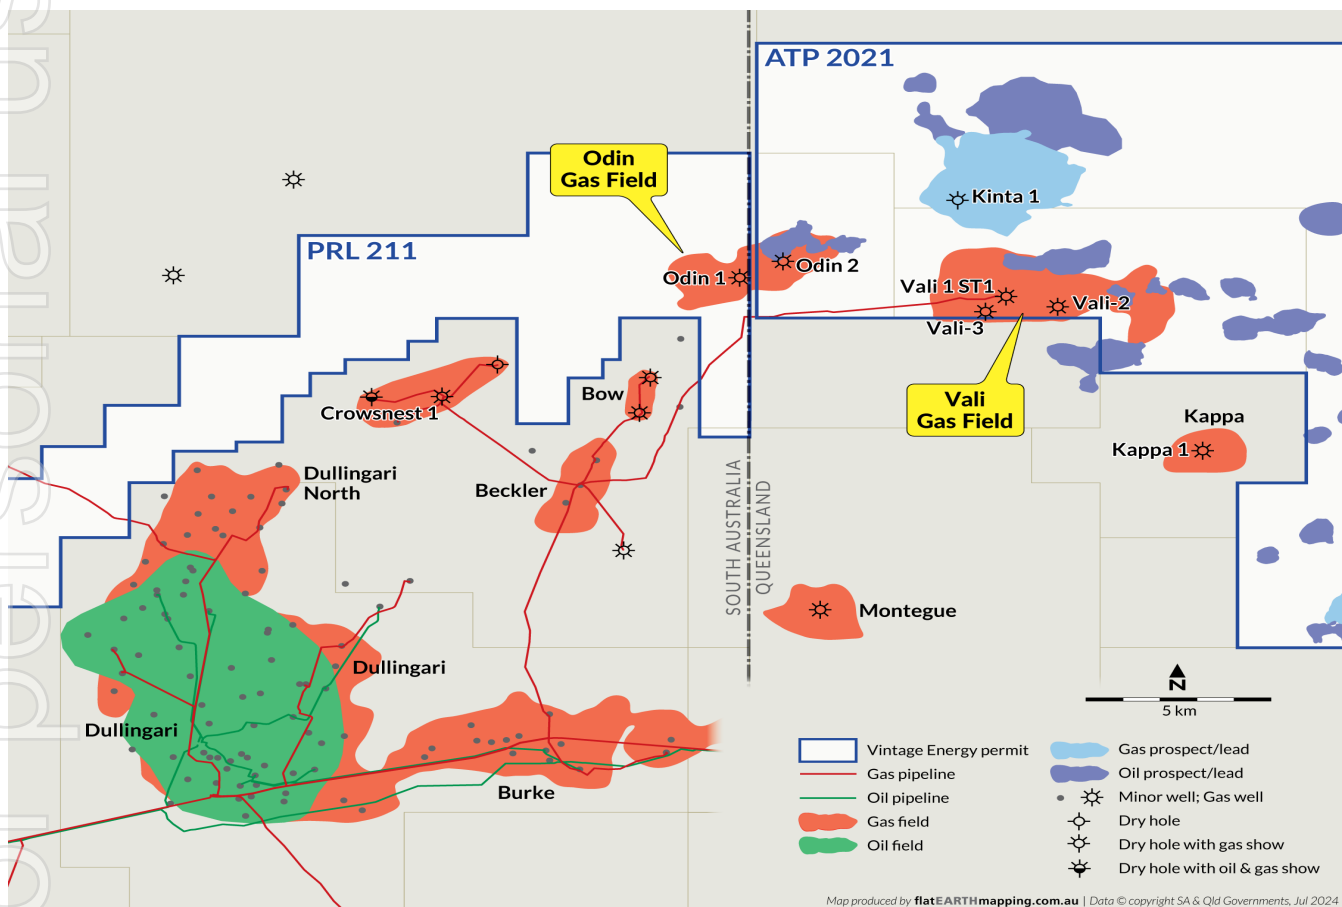 ATP 2021
Odin
Gas Field
Kinta 1
PRL 211
Odin 1
Odin 2
Vali 1 ST1
Vali-2
Vali-3
Bow
Crowsnest 1
Vali
Gas Field
Kappa
Kappa 1
Dullingari
North
Beckler
SOUTH AUSTRALIA
QUEENSLAND
Montegue
Dullingari
Dullingari
Burke
N
5 km
Vintage Energy permit
Gas pipeline
Oil pipeline
Gas field
Oil field
Gas prospect/lead
Oil prospect/lead
Minor well; Gas well
Dry hole
Dry hole with gas show
Dry hole with oil & gas show
Map produced by flatEARTHmapping.com.au | Data © copyright SA & Qld Governments, Jul 2024